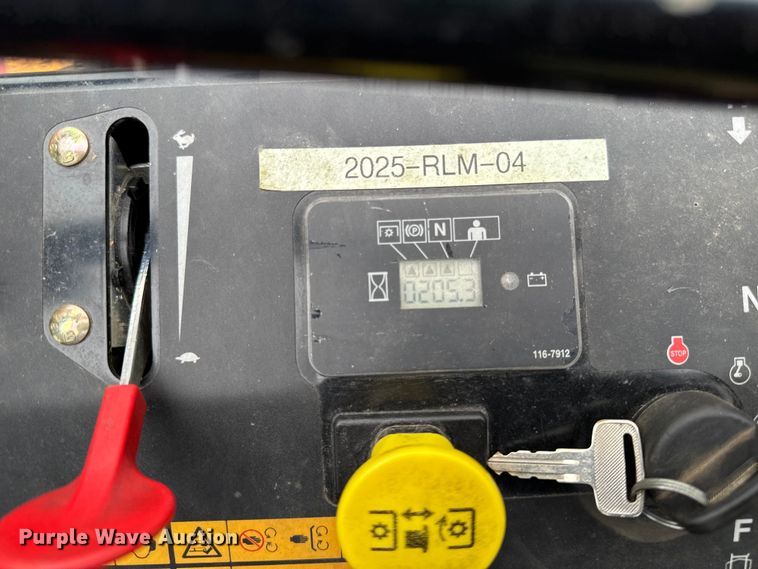 2025-RLM-04
P N
0205.3
116-7912
N
STOP
F
Purple Wave Auction